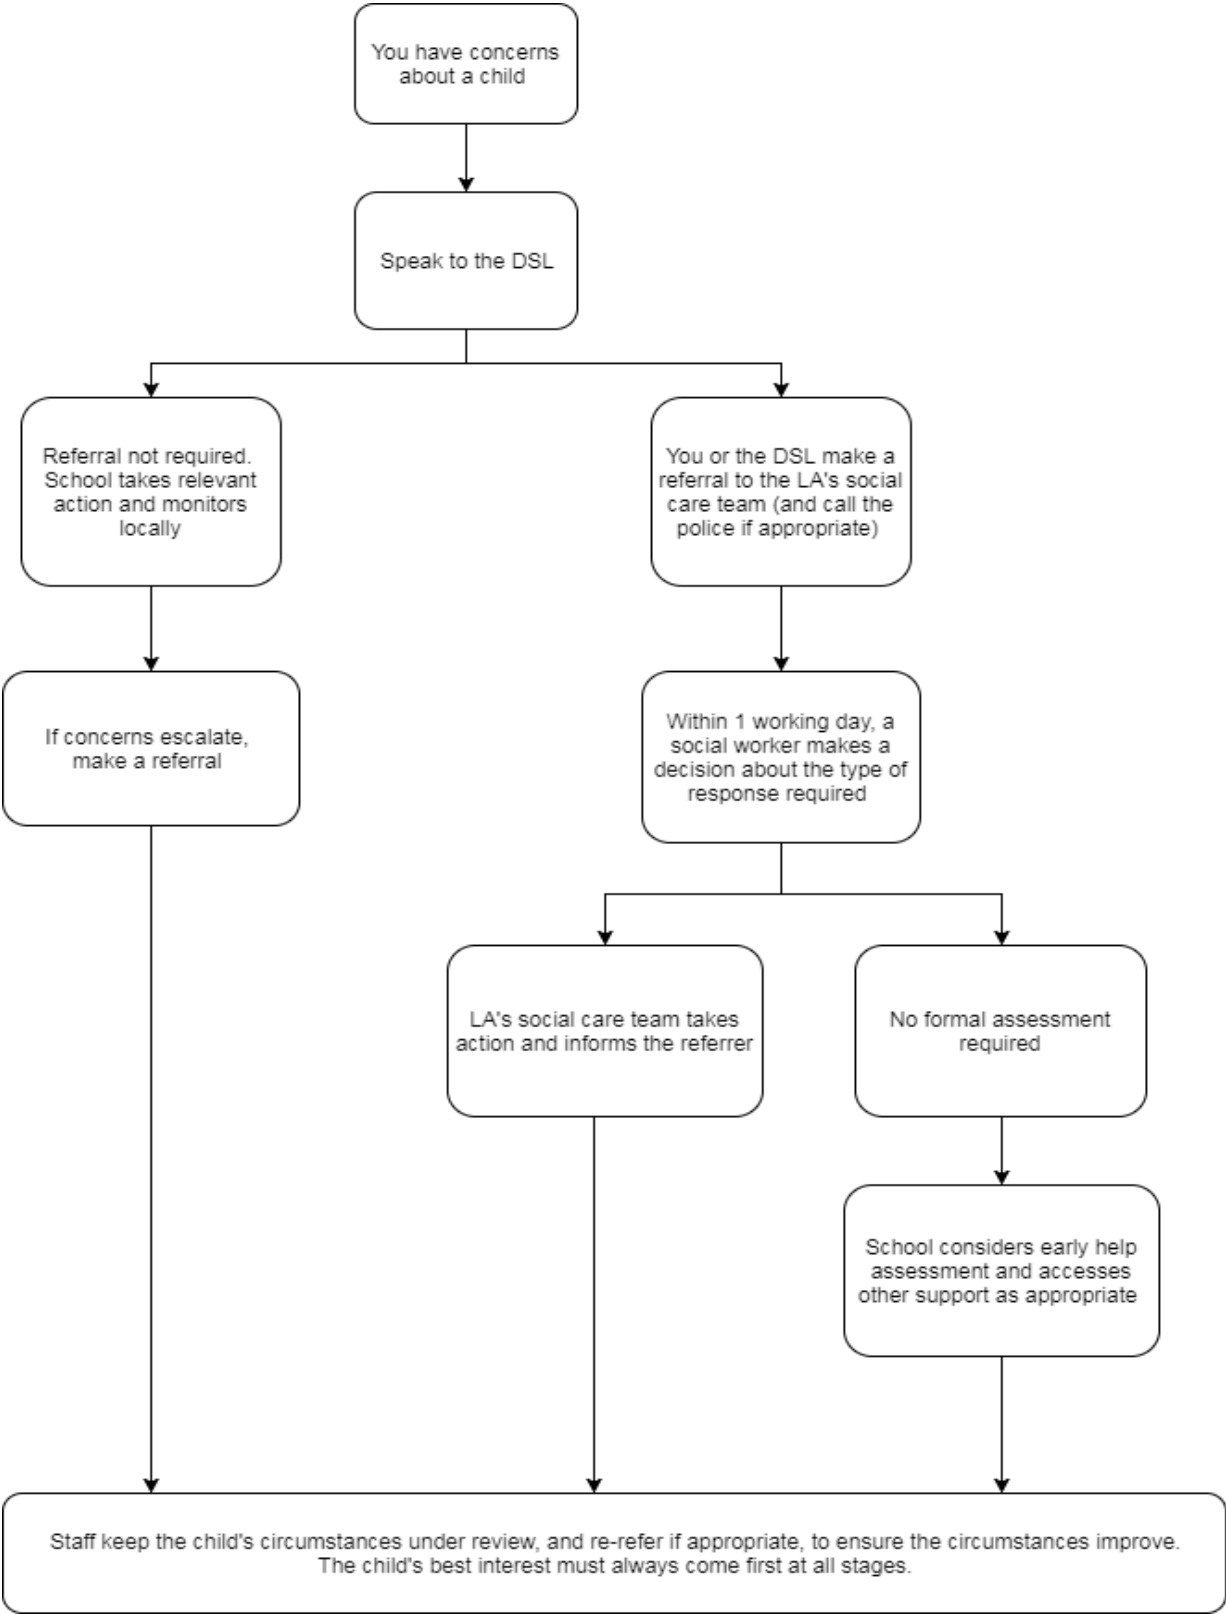 You have concerns
about a child
Speak to the DSL
Referral not required.
School takes relevant
action and monitors
locally
You or the DSL make a
referral to the LA's social
care team (and call the
police if appropriate)
If concerns escalate,
make a referral
Within 1 working day, a
social worker makes a
decision about the type of
response required
LA's social care team takes
action and informs the referrer
No formal assessment
required
School considers early help
assessment and accesses
other support as appropriate
Staff keep the child's circumstances under review, and re-refer if appropriate, to ensure the circumstances improve.
The child's best interest must always come first at all stages.